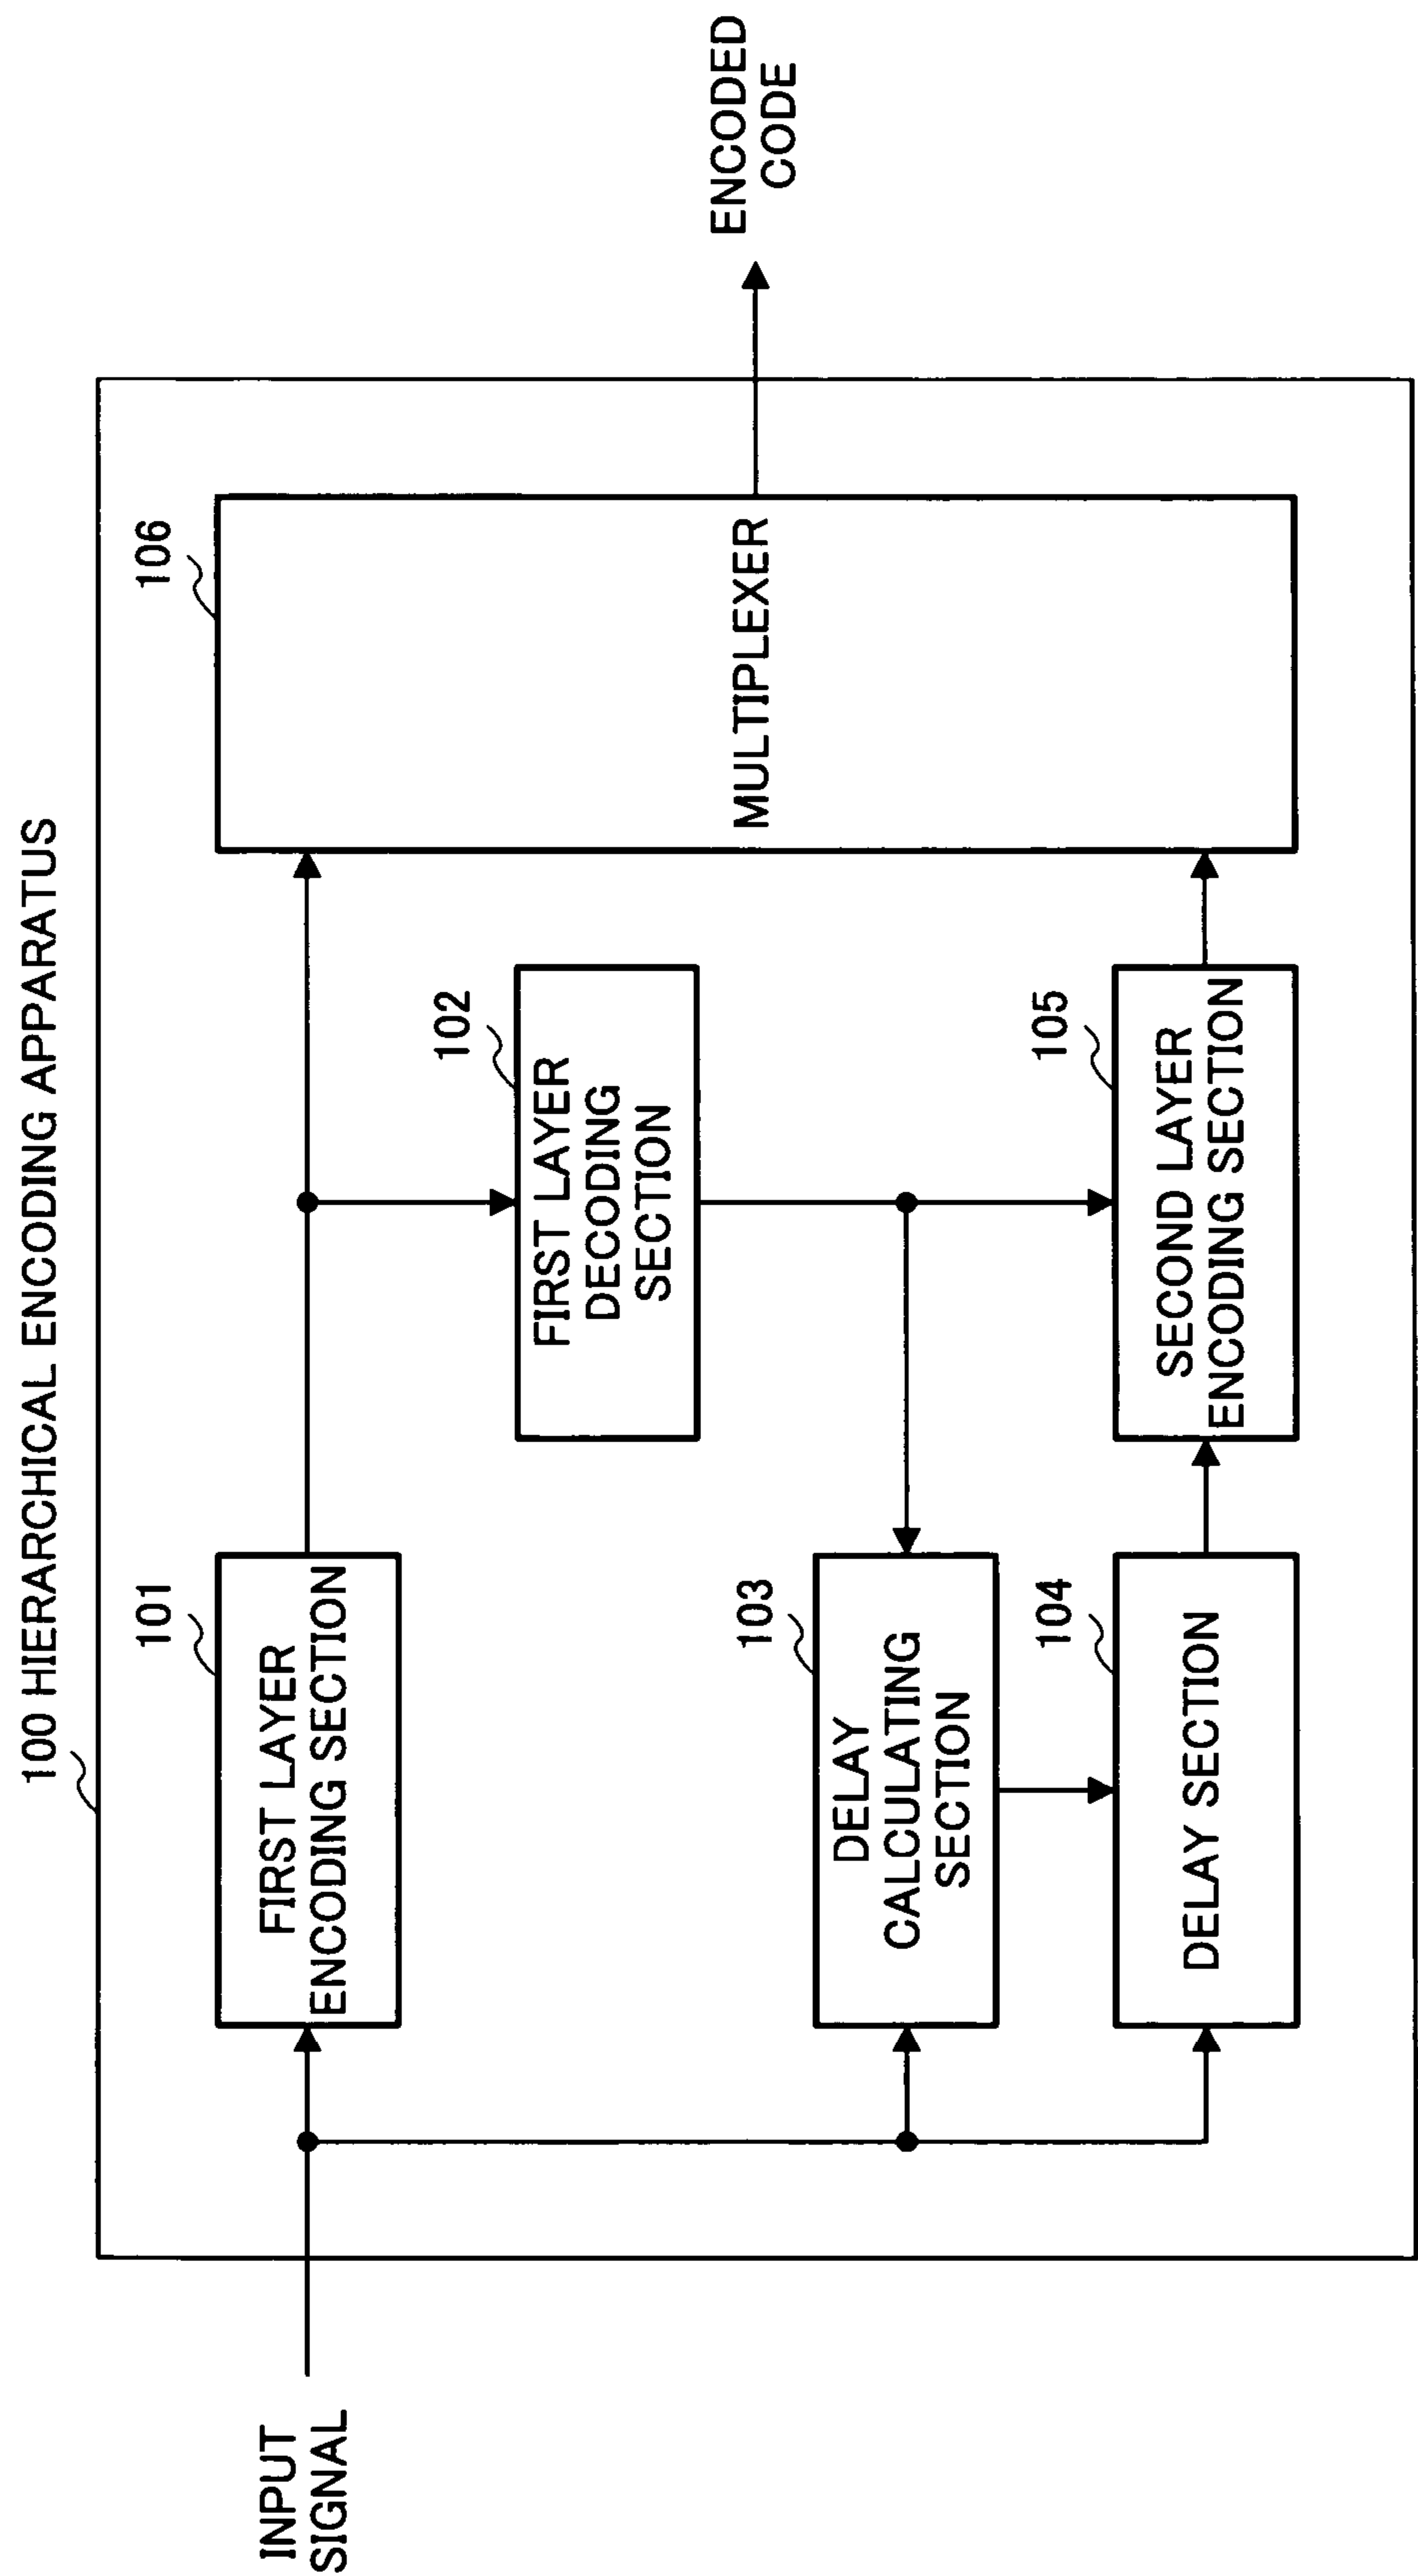 100 HIERARCHICAL ENCODING APPARATUS
INPUT
SIGNAL
101
FIRST LAYER
ENCODING SECTION
102
FIRST LAYER
DECODING
SECTION
103
DELAY
CALCULATING
SECTION
104
DELAY SECTION
105
SECOND LAYER
ENCODING SECTION
106
MULTIPLEXER
ENCODED
CODE